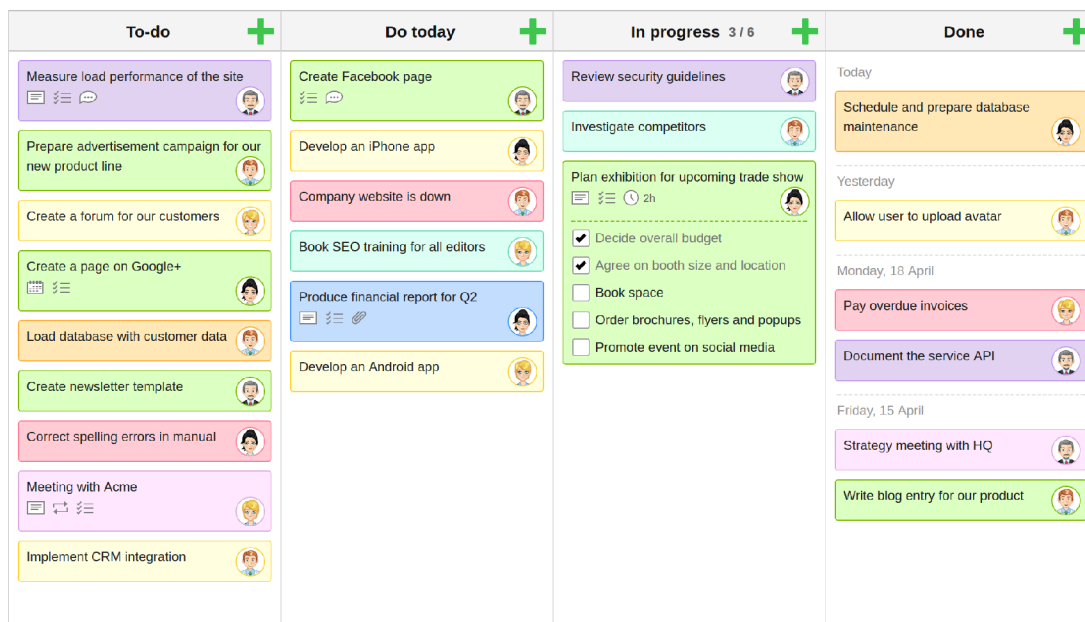 To-do
Measure load performance of the site
Prepare advertisement campaign for our
new product line
Create a forum for our customers
Create a page on Google+
Load database with customer data
Create newsletter template
Correct spelling errors in manual
Meeting with Acme
Implement CRM integration
Do today
Create Facebook page
Develop an iPhone app
Company website is down
Book SEO training for all editors
Produce financial report for Q2
Develop an Android app
In progress 3 / 6
Review security guidelines
Investigate competitors
Plan exhibition for upcoming trade show
2h
Decide overall budget
Agree on booth size and location
Book space
Order brochures, flyers and popups
Promote event on social media
Done
Today
Schedule and prepare database
maintenance
Yesterday
Allow user to upload avatar
Monday, 18 April
Pay overdue invoices
Document the service API
Friday, 15 April
Strategy meeting with HQ
Write blog entry for our product